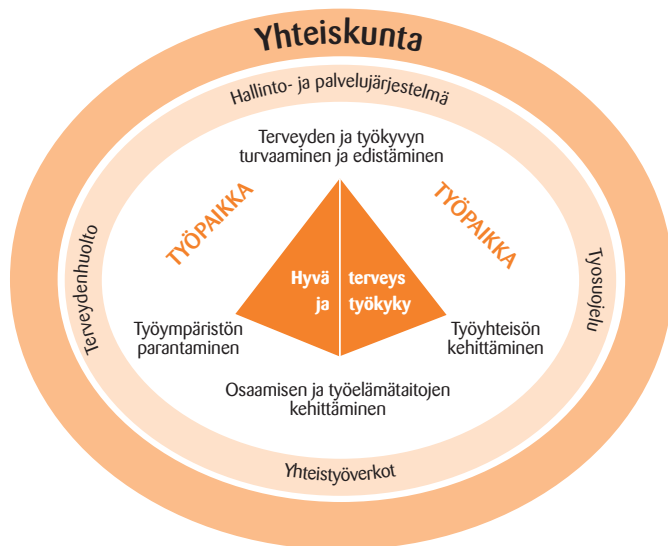 Yhteiskunta
Hallinto- ja palvelujärjestelmä
Terveyden ja työkyvyn
turvaaminen ja edistäminen
TYÖPAIKKA
TYÖPAIKKA
Terveydenhuolto
Tyosuojelu
Hyvä terveys
ja työkyky
Työympäristön
parantaminen
Työyhteisön
kehittäminen
Osaamisen ja työelämätaitojen
kehittäminen
Yhteistyöverkot